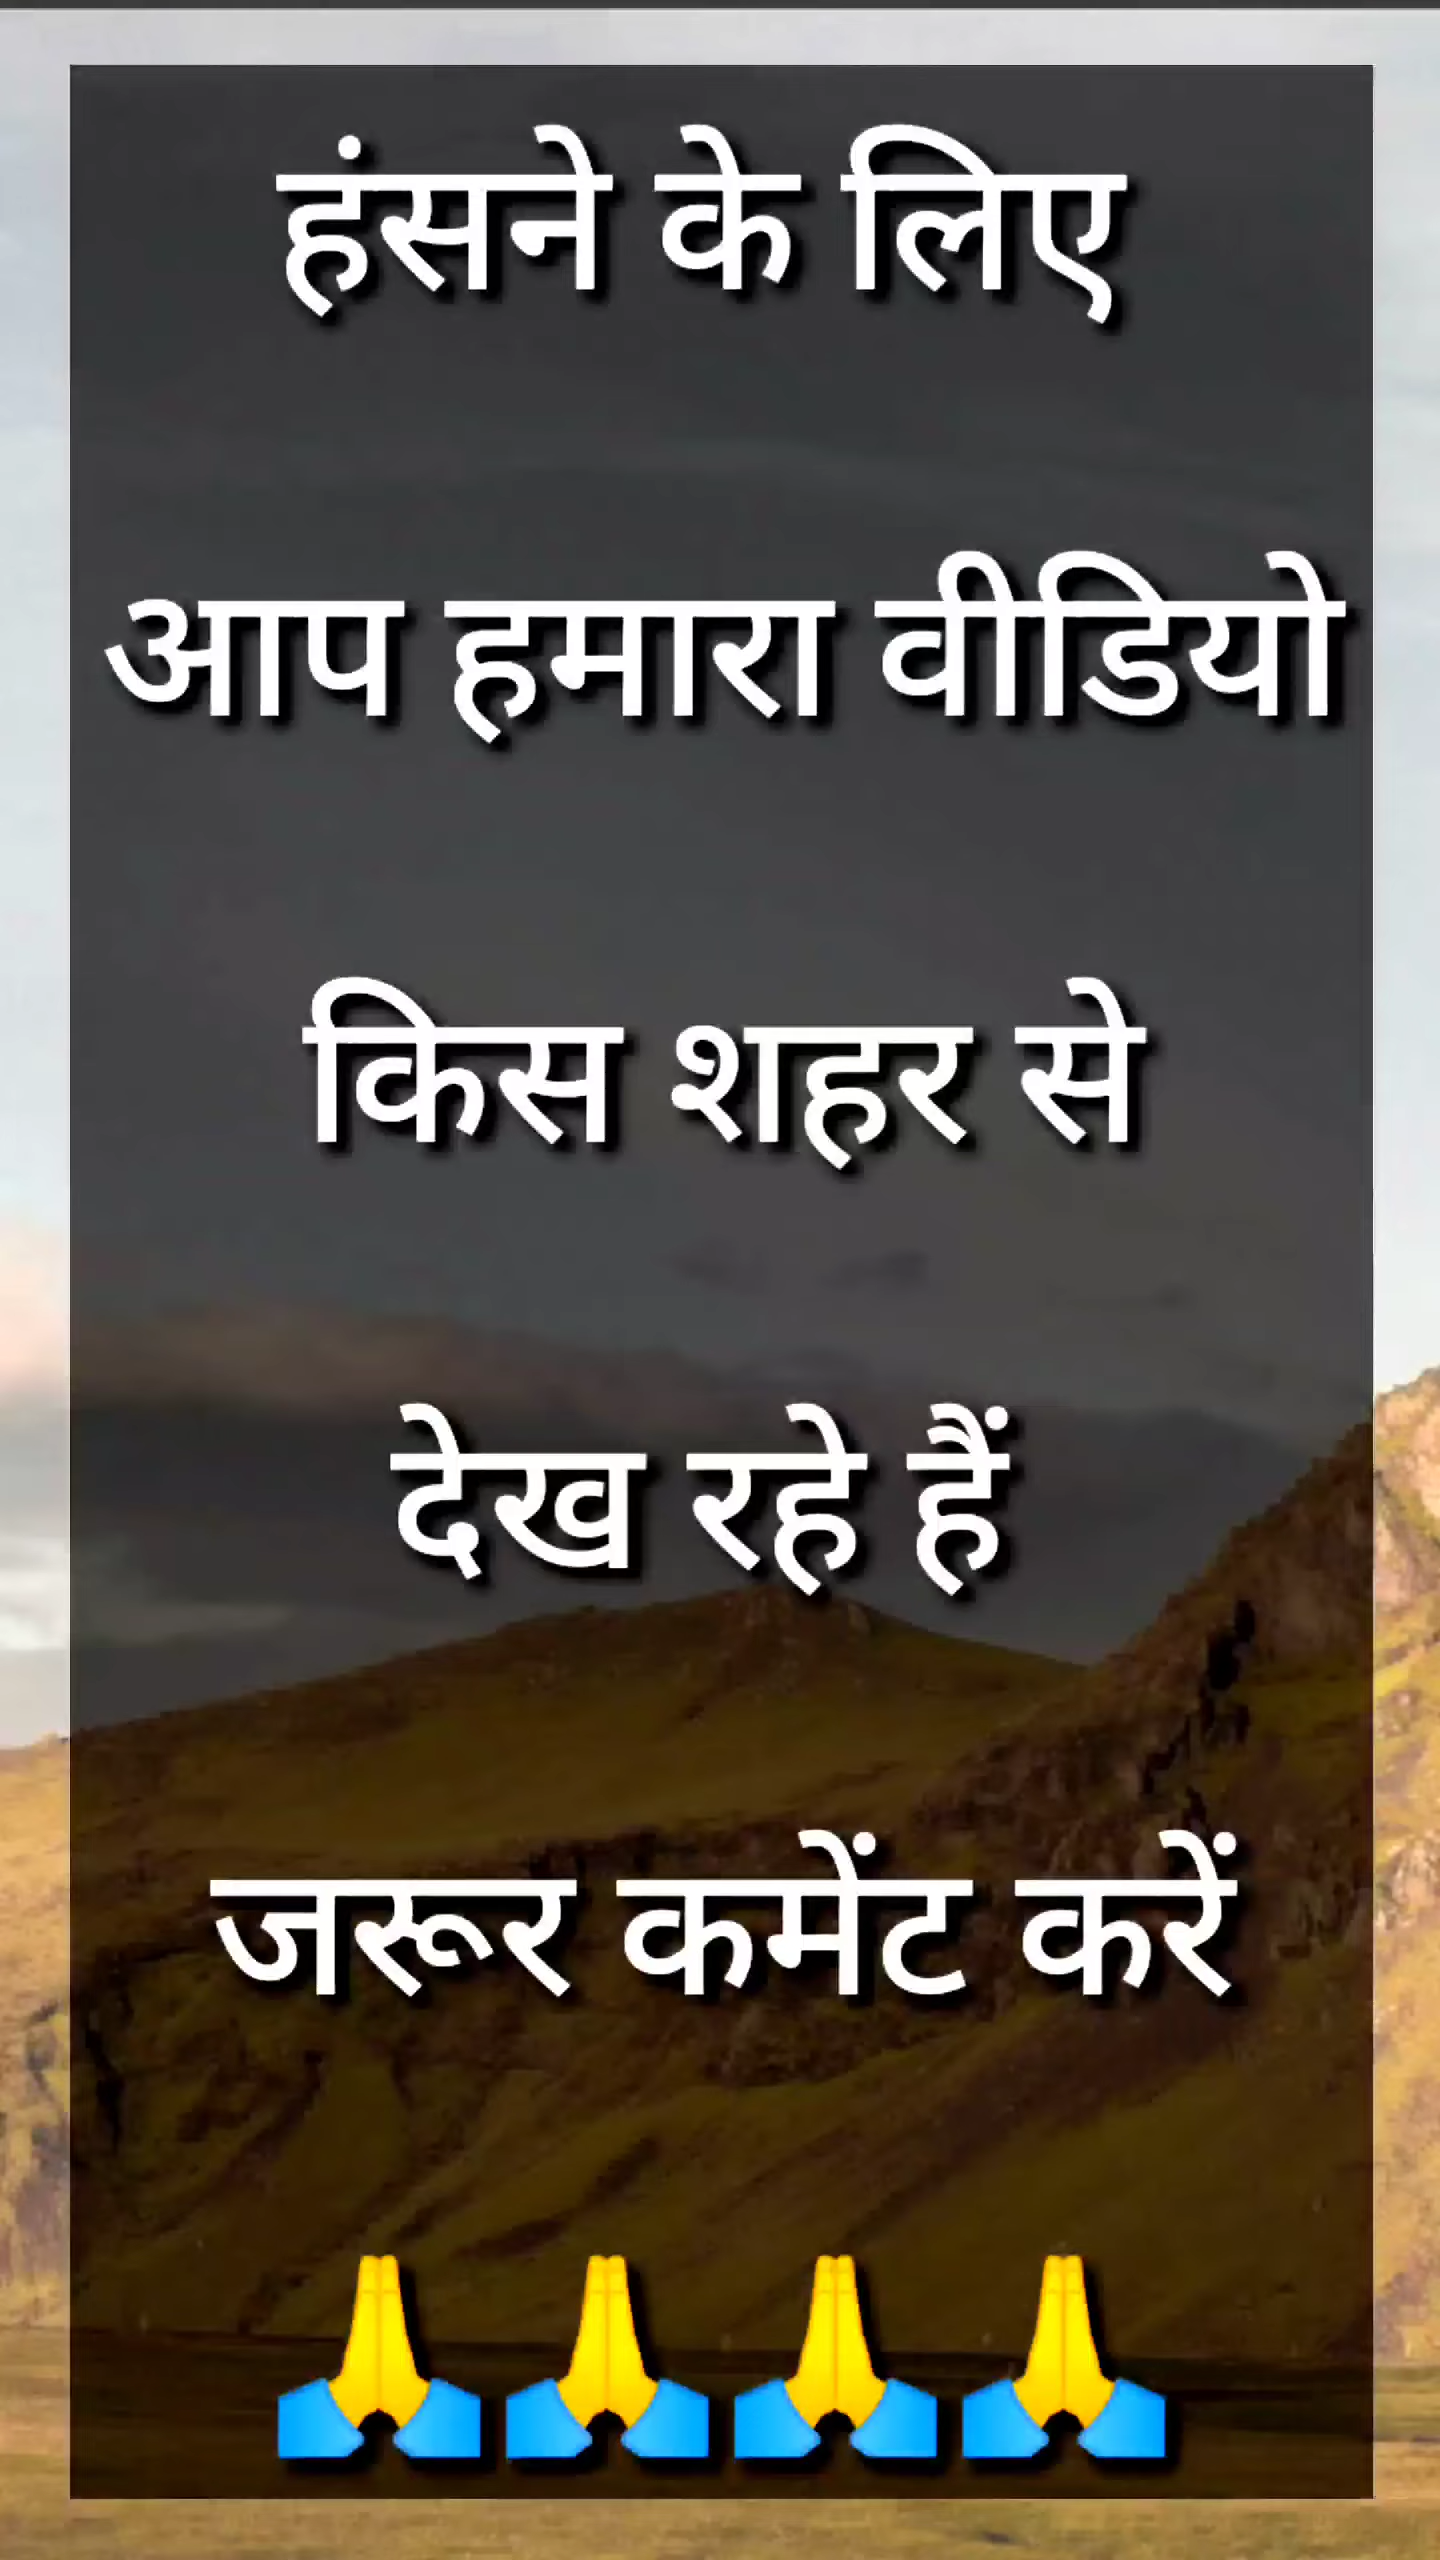 हंसने के लिए
आप हमारा वीडियो
किस शहर से
देख रहे हैं
जरूर कमेंट करें
🙏🙏🙏🙏